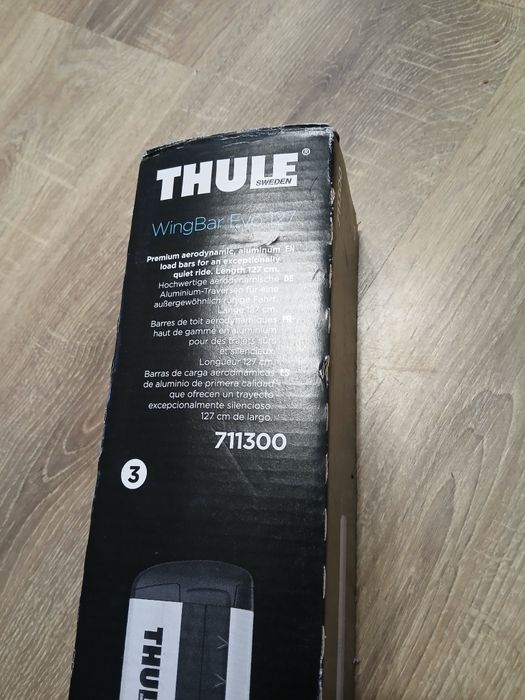 THULE®
SWEDEN
WingBar Evo 127
Premium aerodynamic, aluminum EN
load bars for an exceptionally
quiet ride. Length 127 cm.
Hochwertige aerodynamische DE
Aluminium-Traversen für eine
außergewöhnlich ruhige Fahrt.
Länge 127 cm.
Barres de toit aérodynamiques FR
haut de gamme en aluminium
pour des trajets sûrs
et silencieux.
Longueur 127 cm.
Barras de carga aerodinámicas ES
de aluminio de primera calidad
que ofrecen un trayecto
excepcionalmente silencioso.
127 cm de largo.
711300
3